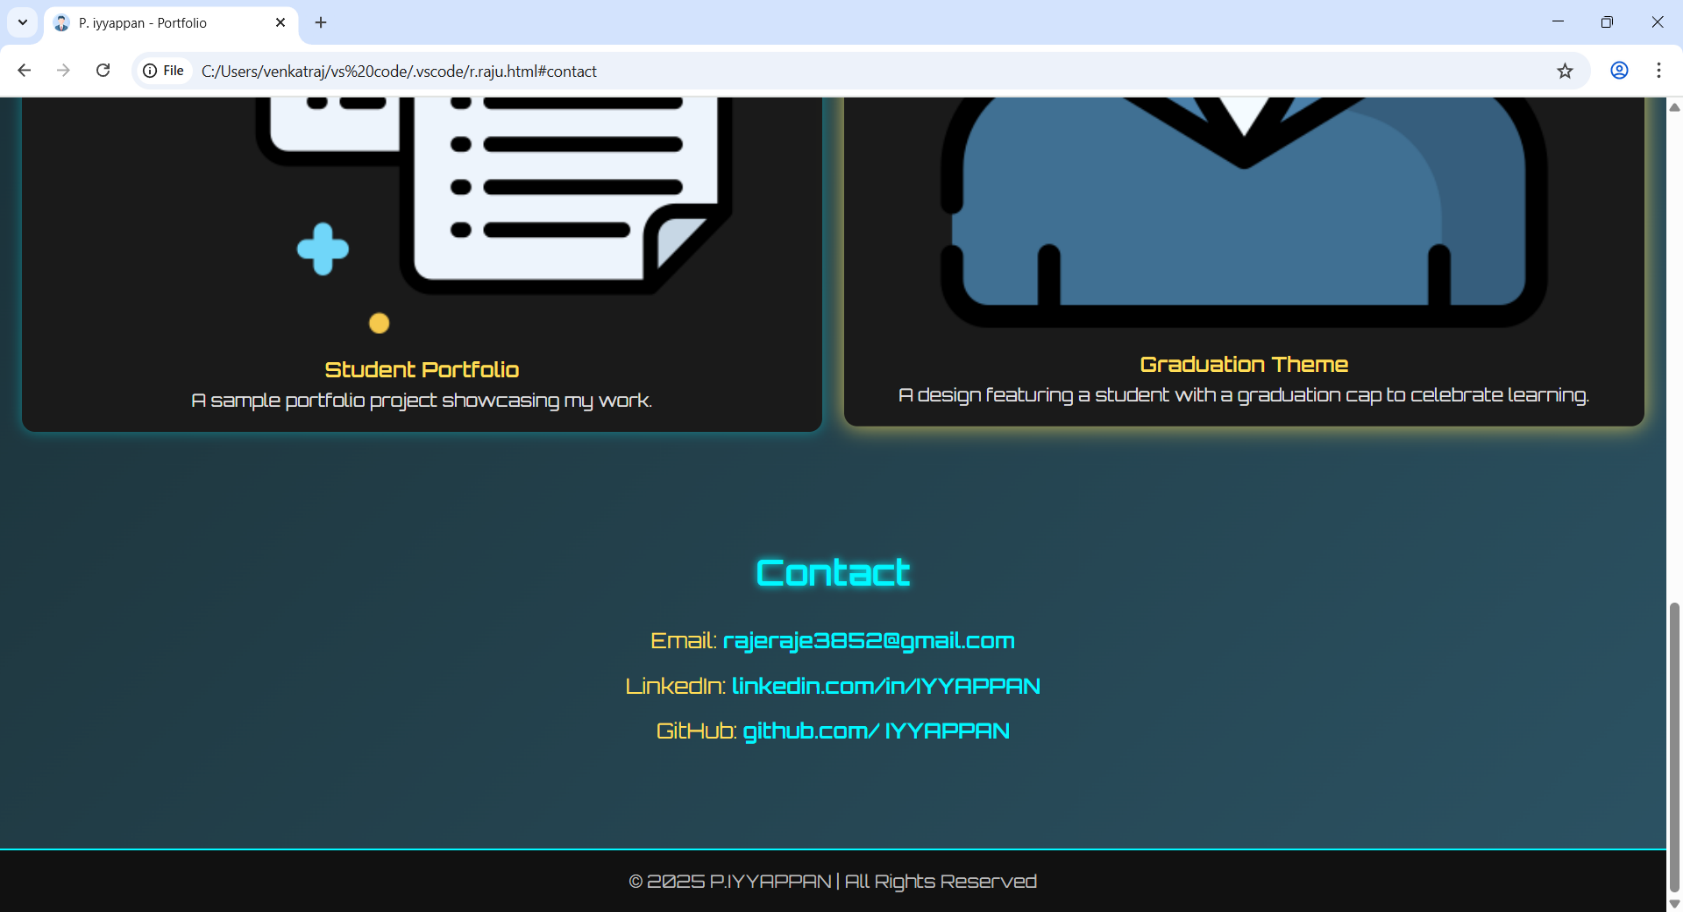 P. iyyappan - Portfolio
File C:/Users/venkatraj/vs%20code/.vscode/r.raju.html#contact
Student Portfolio
A sample portfolio project showcasing my work.
Graduation Theme
A design featuring a student with a graduation cap to celebrate learning.
Contact
Email: rajeraje3852@gmail.com
LinkedIn: linkedin.com/in/IYYAPPAN
GitHub: github.com/ IYYAPPAN
© 2025 P.IYYAPPAN | All Rights Reserved